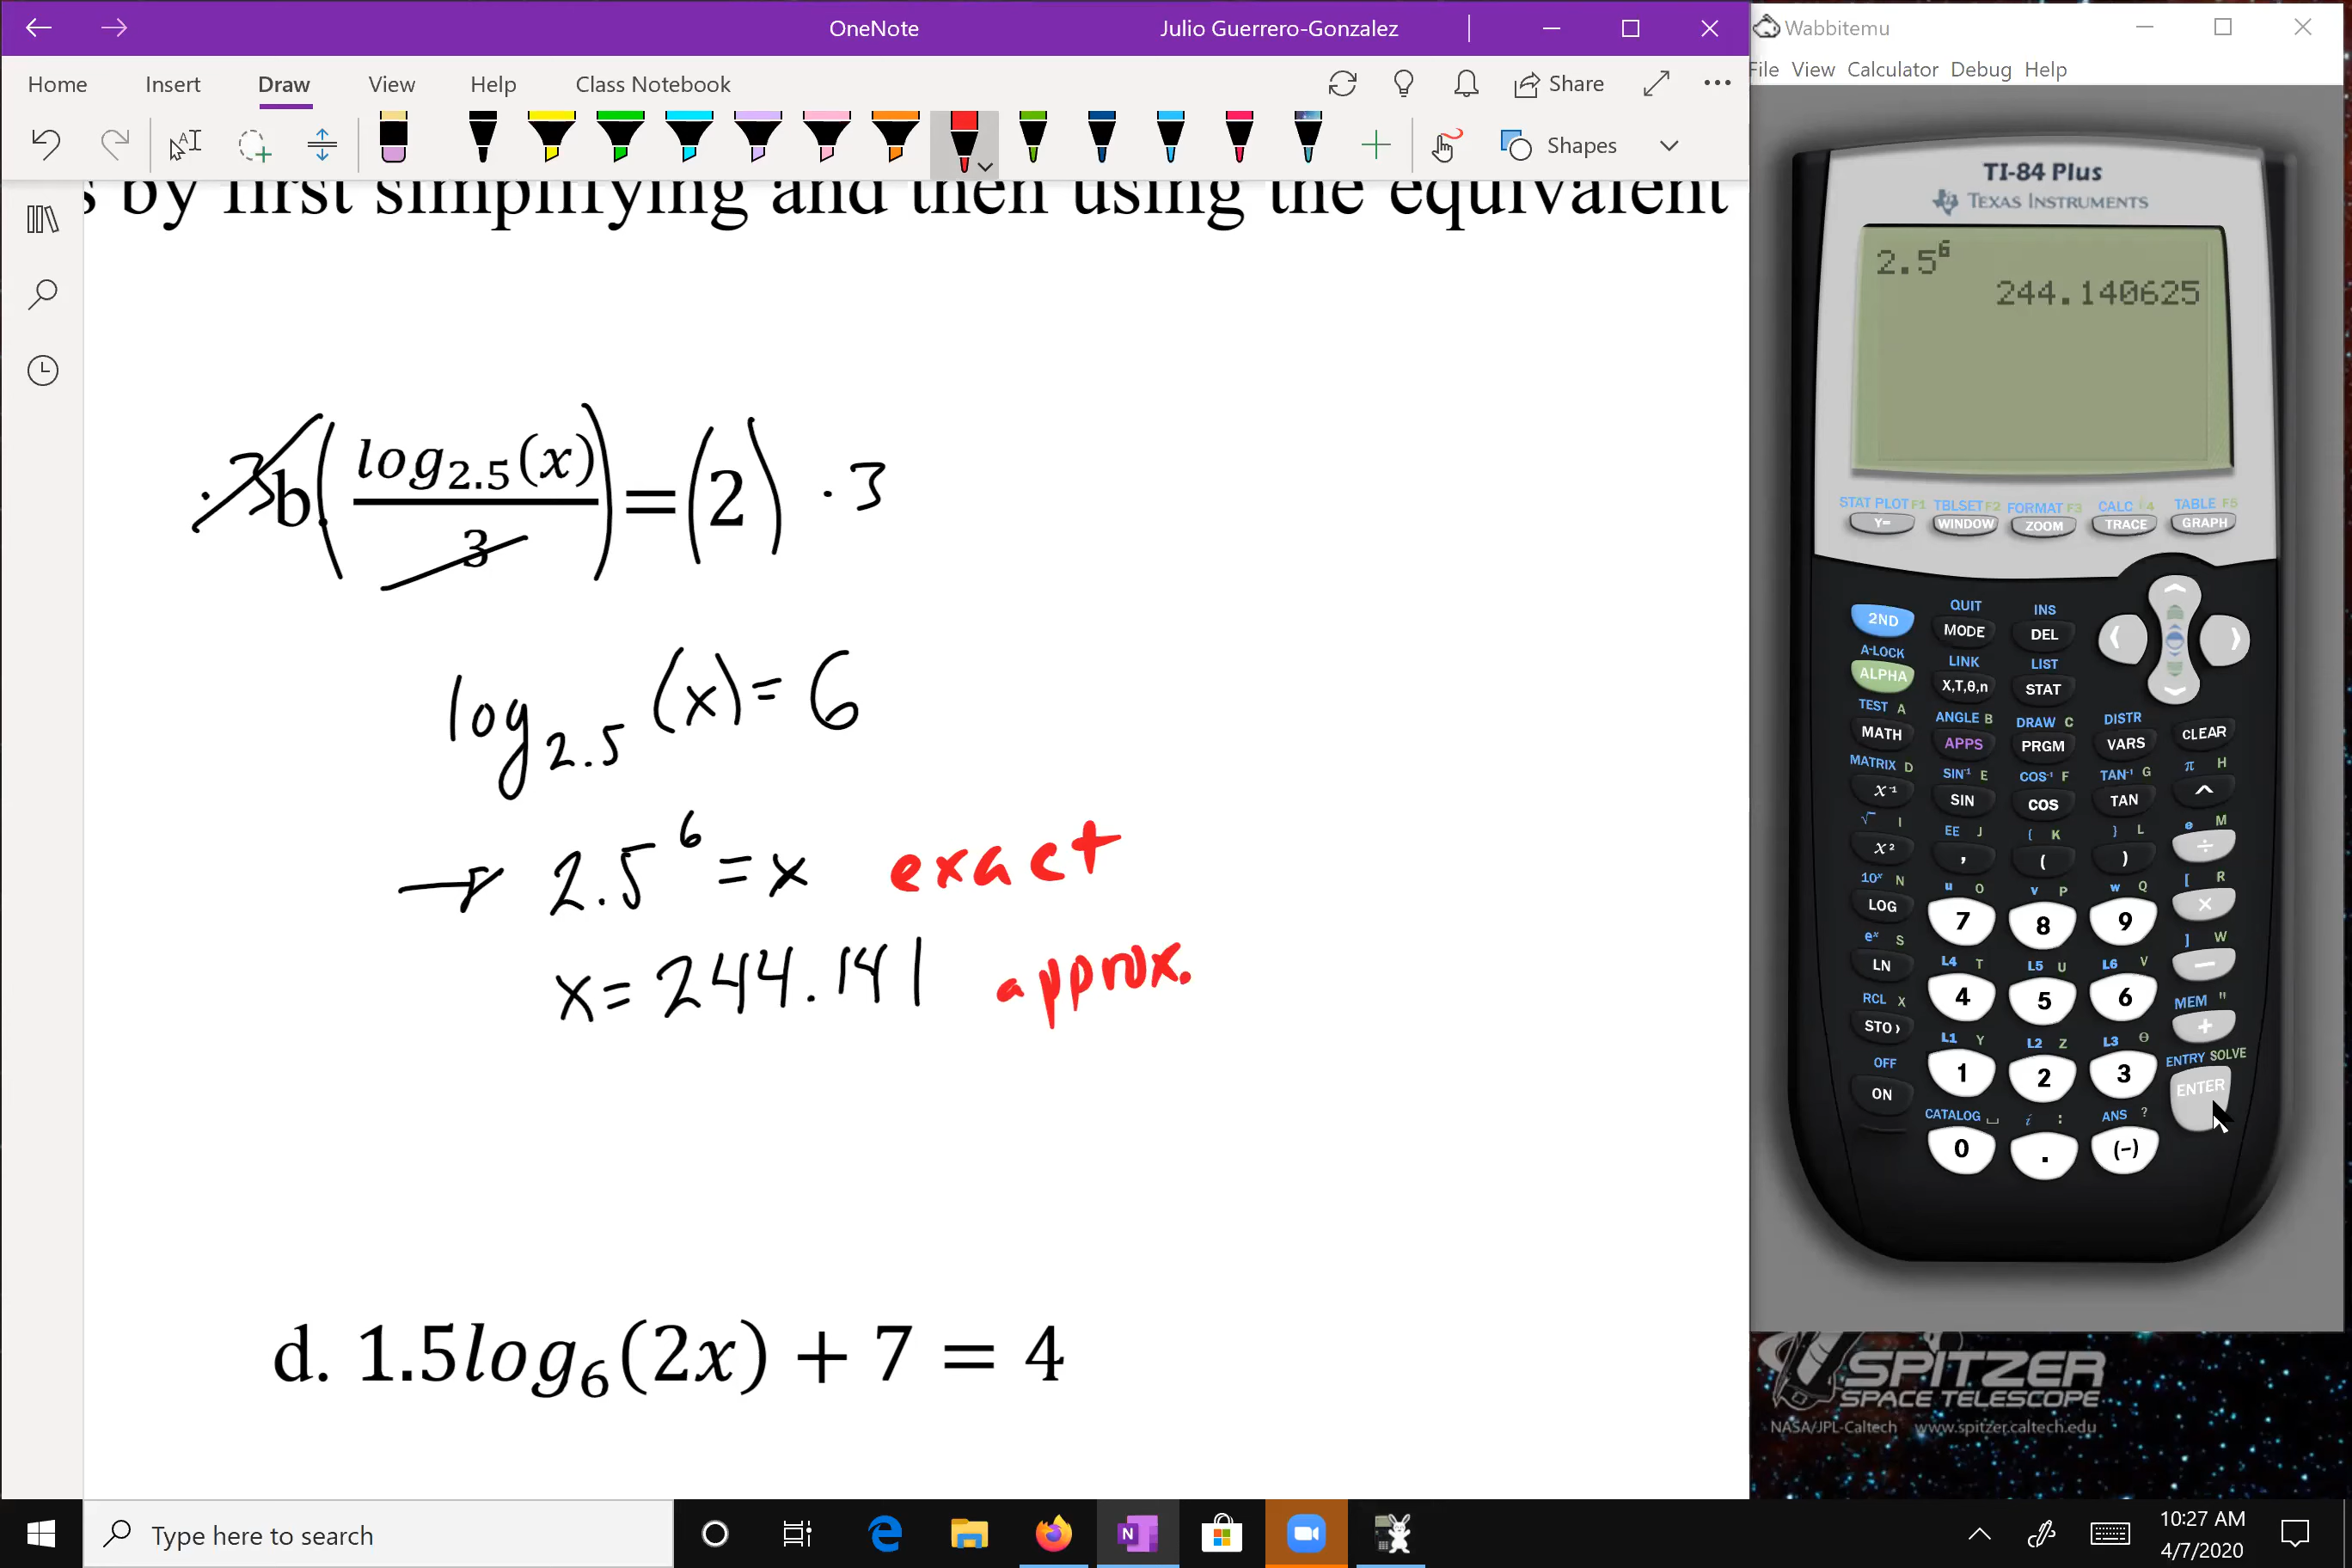 OneNote Julio Guerrero-Gonzalez
Home Insert Draw View Help Class Notebook Share
Shapes
s by first simplifying and then using the equivalent
·3 b. ( log2.5(x) / 3 ) = (2) ·3
log 2.5 (x) = 6
→ 2.5^6 = x exact
x = 244.141 approx.
d. 1.5log6(2x) + 7 = 4
Wabbitemu
File View Calculator Debug Help
TI-84 Plus
TEXAS INSTRUMENTS
2.5^6
244.140625
STAT PLOT F1 TBLSET F2 FORMAT F3 CALC F4 TABLE F5
Y= WINDOW ZOOM TRACE GRAPH
QUIT INS
2ND MODE DEL
A-LOCK LINK LIST
ALPHA X,T,θ,n STAT
TEST A ANGLE B DRAW C DISTR
MATH APPS PRGM VARS CLEAR
MATRIX D SIN⁻¹ E COS⁻¹ F TAN⁻¹ G π H
x⁻¹ SIN COS TAN ^
√ I EE J { K } L e M
x² , ( ) ÷
10ˣ N u O v P w Q [ R
LOG 7 8 9 ×
eˣ S L4 T L5 U L6 V ] W
LN 4 5 6 −
RCL X L1 Y L2 Z L3 θ MEM "
STO› 1 2 3 +
OFF CATALOG ⎵ i : ANS ? ENTRY SOLVE
ON 0 . (-) ENTER
SPITZER
SPACE TELESCOPE
NASA/JPL-Caltech www.spitzer.caltech.edu
Type here to search
N
10:27 AM
4/7/2020